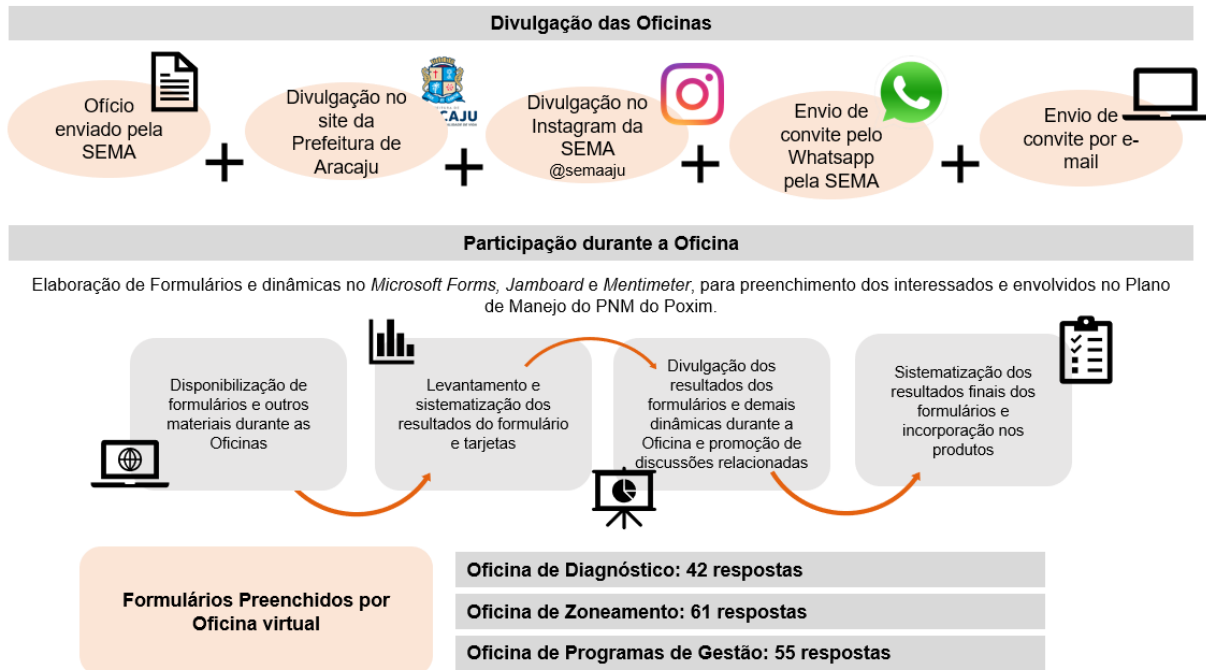 Divulgação das Oficinas
Ofício
enviado pela
SEMA
Divulgação no
site da
Prefeitura de
Aracaju
CAJU
Divulgação no
Instagram da
SEMA
@semaaju
Envio de
convite pelo
Whatsapp
pela SEMA
Envio de
convite por e-
mail
Participação durante a Oficina
Elaboração de Formulários e dinâmicas no Microsoft Forms, Jamboard e Mentimeter, para preenchimento dos interessados e envolvidos no Plano
de Manejo do PNM do Poxim.
Disponibilização de
formulários e outros
materiais durante as
Oficinas
Levantamento e
sistematização dos
resultados do formulário
e tarjetas
Divulgação dos
resultados dos
formulários e demais
dinâmicas durante a
Oficina e promoção de
discussões relacionadas
Sistematização dos
resultados finais dos
formulários e
incorporação nos
produtos
Formulários Preenchidos por
Oficina virtual
Oficina de Diagnóstico: 42 respostas
Oficina de Zoneamento: 61 respostas
Oficina de Programas de Gestão: 55 respostas